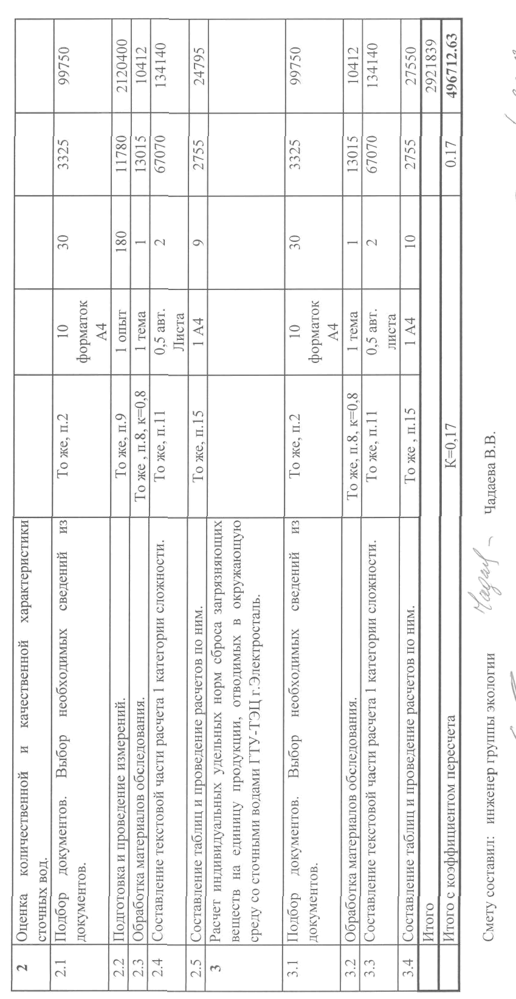 2 Оценка количественной и качественной характеристики
сточных вод.
2.1 Подбор документов. Выбор необходимых сведений из То же, п.2 10 30 3325 99750
документов. форматок
А4
2.2 Подготовка и проведение измерений. То же, п.9 1 опыт 180 11780 2120400
2.3 Обработка материалов обследования. То же , п.8, к=0,8 1 тема 1 13015 10412
2.4 Составление текстовой части расчета 1 категории сложности. То же, п.11 0,5 авт. 2 67070 134140
Листа
2.5 Составление таблиц и проведение расчетов по ним. То же, п.15 1 А4 9 2755 24795
3 Расчет индивидуальных удельных норм сброса загрязняющих
веществ на единицу продукции, отводимых в окружающую
среду со сточными водами ГТУ-ТЭЦ г.Электросталь.
3.1 Подбор документов. Выбор необходимых сведений из То же, п.2 10 30 3325 99750
документов. форматок
А4
3.2 Обработка материалов обследования. То же, п.8, к=0,8 1 тема 1 13015 10412
3.3 Составление текстовой части расчета 1 категории сложности. То же, п.11 0,5 авт. 2 67070 134140
листа
3.4 Составление таблиц и проведение расчетов по ним. То же , п.15 1 А4 10 2755 27550
Итого 2921839
Итого с коэффициентом пересчета К=0,17 0.17 496712.63
Смету составил: инженер группы экологии Чадаева В.В.